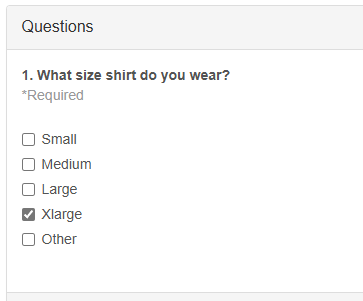 Questions
1. What size shirt do you wear?
*Required
Small
Medium
Large
Xlarge
Other